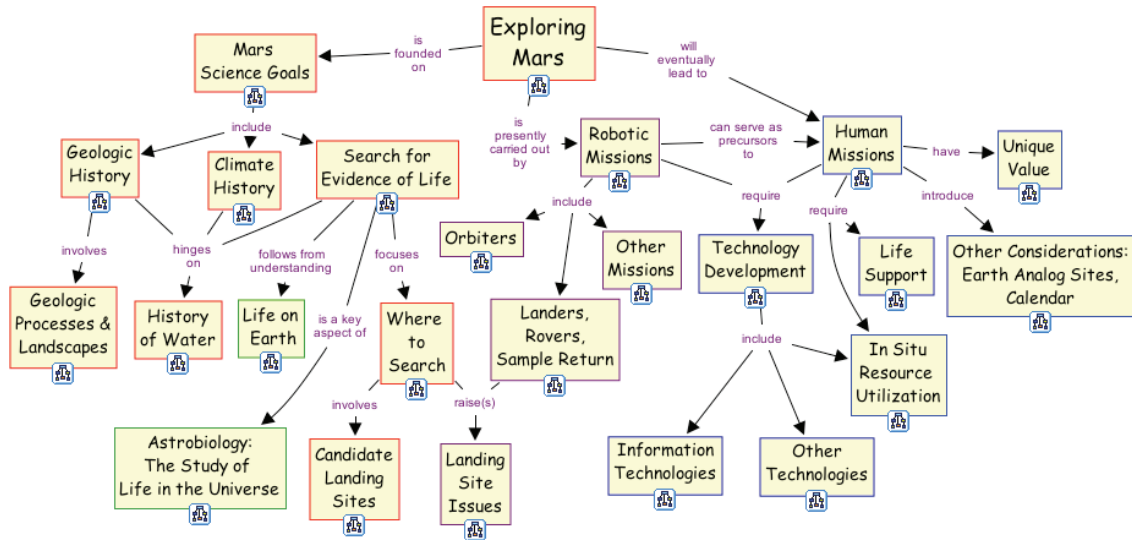 Exploring
Mars
is
founded
on
will
eventually
lead to
Mars
Science Goals
is
presently
carried out
by
include
Robotic
Missions
can serve as
precursors
to
Human
Missions
have
Unique
Value
Geologic
History
Climate
History
Search for
Evidence of Life
include
require
require
introduce
involves
hinges
on
follows from
understanding
focuses
on
Orbiters
Other
Missions
Technology
Development
Life
Support
Other Considerations:
Earth Analog Sites,
Calendar
Geologic
Processes &
Landscapes
History
of Water
Life on
Earth
is a key
aspect of
Where
to
Search
Landers,
Rovers,
Sample Return
include
In Situ
Resource
Utilization
involves
raise(s)
Astrobiology:
The Study of
Life in the Universe
Candidate
Landing
Sites
Landing
Site
Issues
Information
Technologies
Other
Technologies